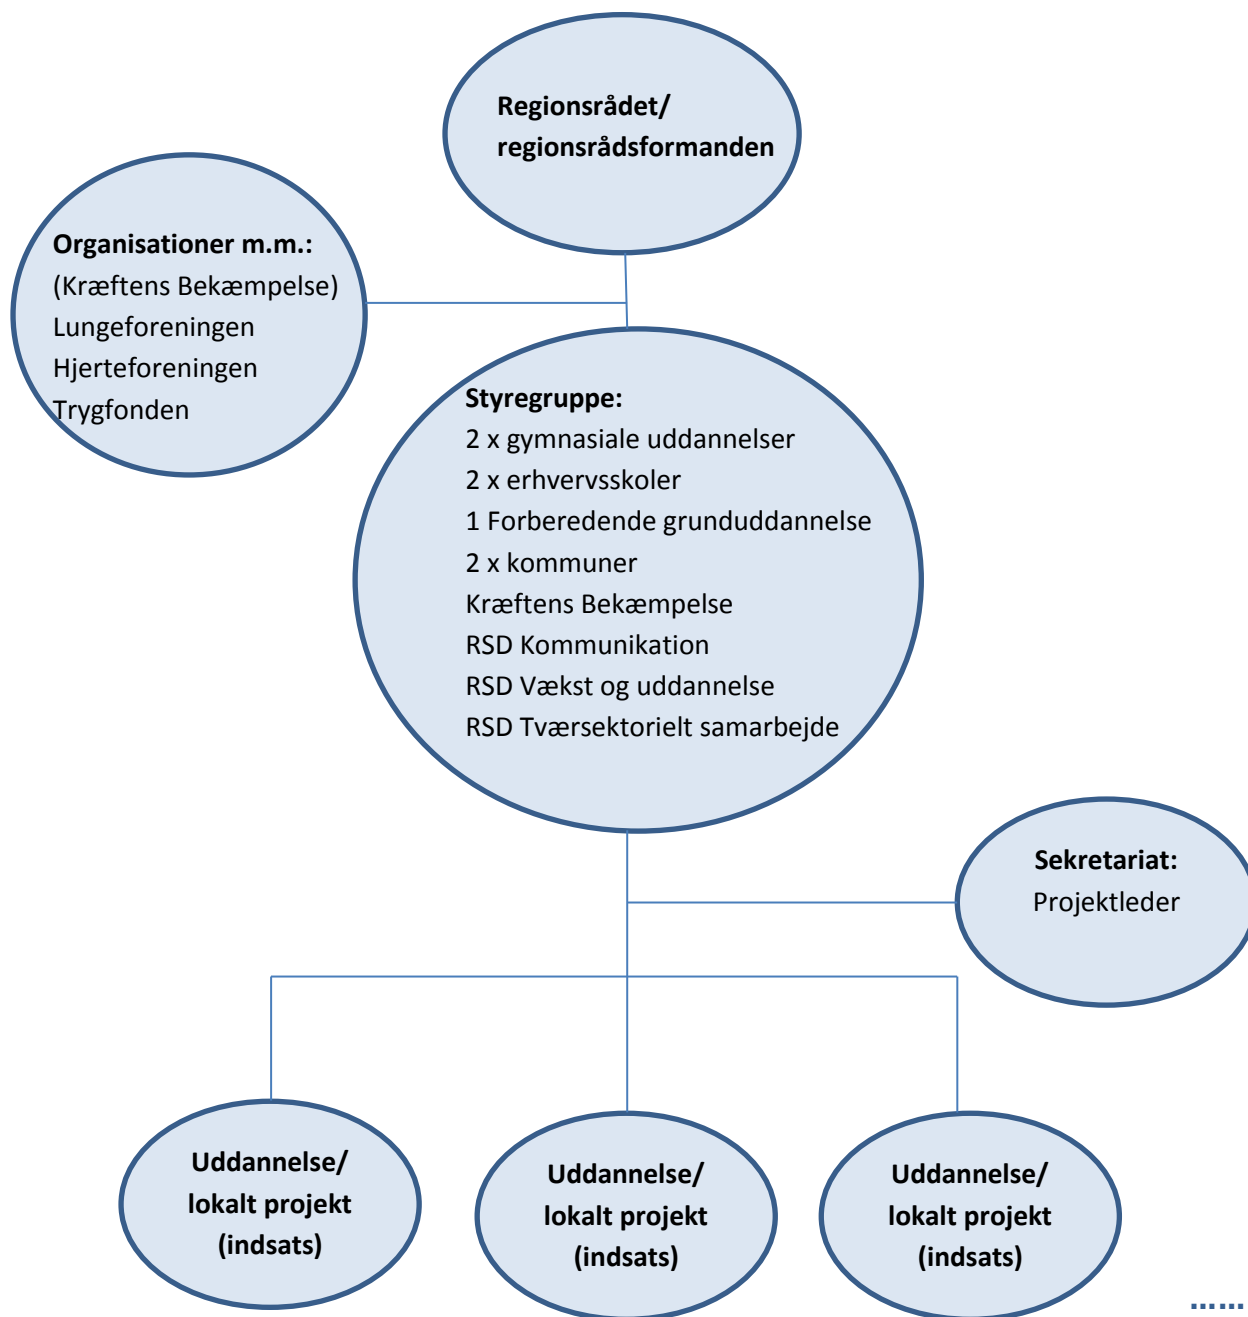 Regionsrådet/
regionsrådsformanden
Organisationer m.m.:
(Kræftens Bekæmpelse)
Lungeforeningen
Hjerteforeningen
Trygfonden
Styregruppe:
2 x gymnasiale uddannelser
2 x erhvervsskoler
1 Forberedende grunduddannelse
2 x kommuner
Kræftens Bekæmpelse
RSD Kommunikation
RSD Vækst og uddannelse
RSD Tværsektorielt samarbejde
Sekretariat:
Projektleder
Uddannelse/
lokalt projekt
(indsats)
Uddannelse/
lokalt projekt
(indsats)
Uddannelse/
lokalt projekt
(indsats)
……